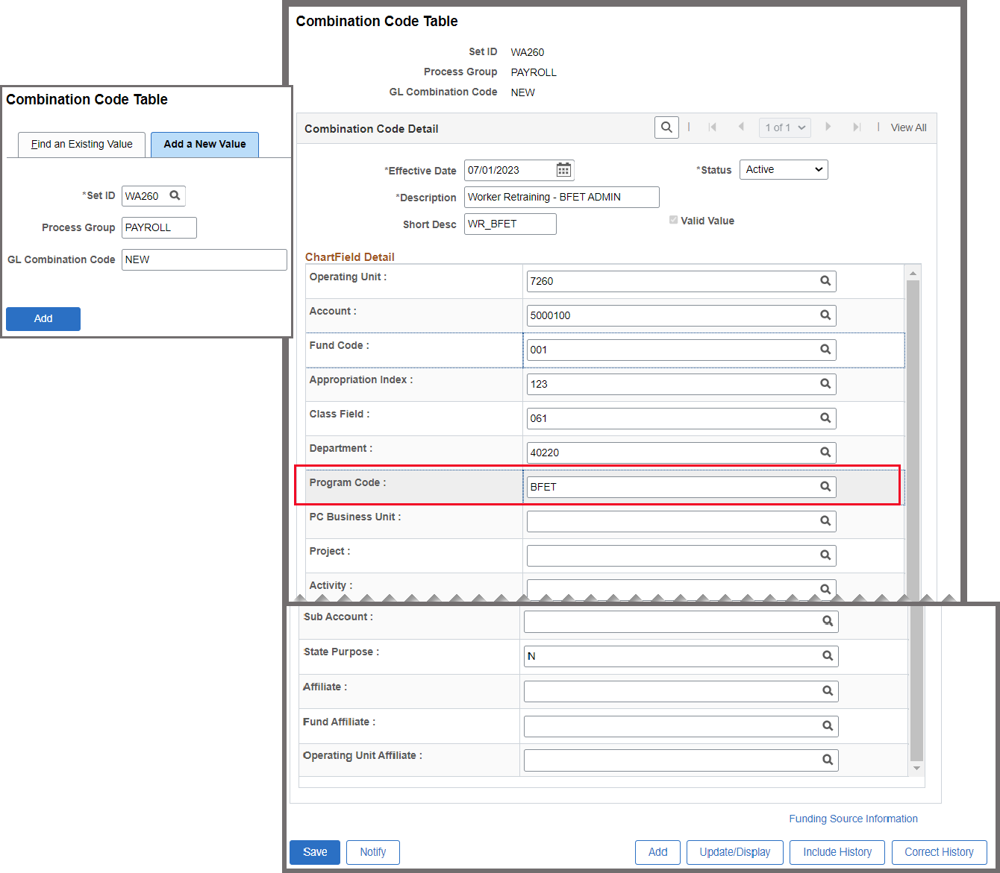 Combination Code Table
Find an Existing Value
Add a New Value
*Set ID WA260
Process Group PAYROLL
GL Combination Code NEW
Add
Combination Code Table
Set ID WA260
Process Group PAYROLL
GL Combination Code NEW
Combination Code Detail
1 of 1
View All
*Effective Date 07/01/2023
*Status Active
*Description Worker Retraining - BFET ADMIN
Short Desc WR_BFET
Valid Value
ChartField Detail
Operating Unit : 7260
Account : 5000100
Fund Code : 001
Appropriation Index : 123
Class Field : 061
Department : 40220
Program Code : BFET
PC Business Unit :
Project :
Activity :
Sub Account :
State Purpose : N
Affiliate :
Fund Affiliate :
Operating Unit Affiliate :
Funding Source Information
Save
Notify
Add
Update/Display
Include History
Correct History